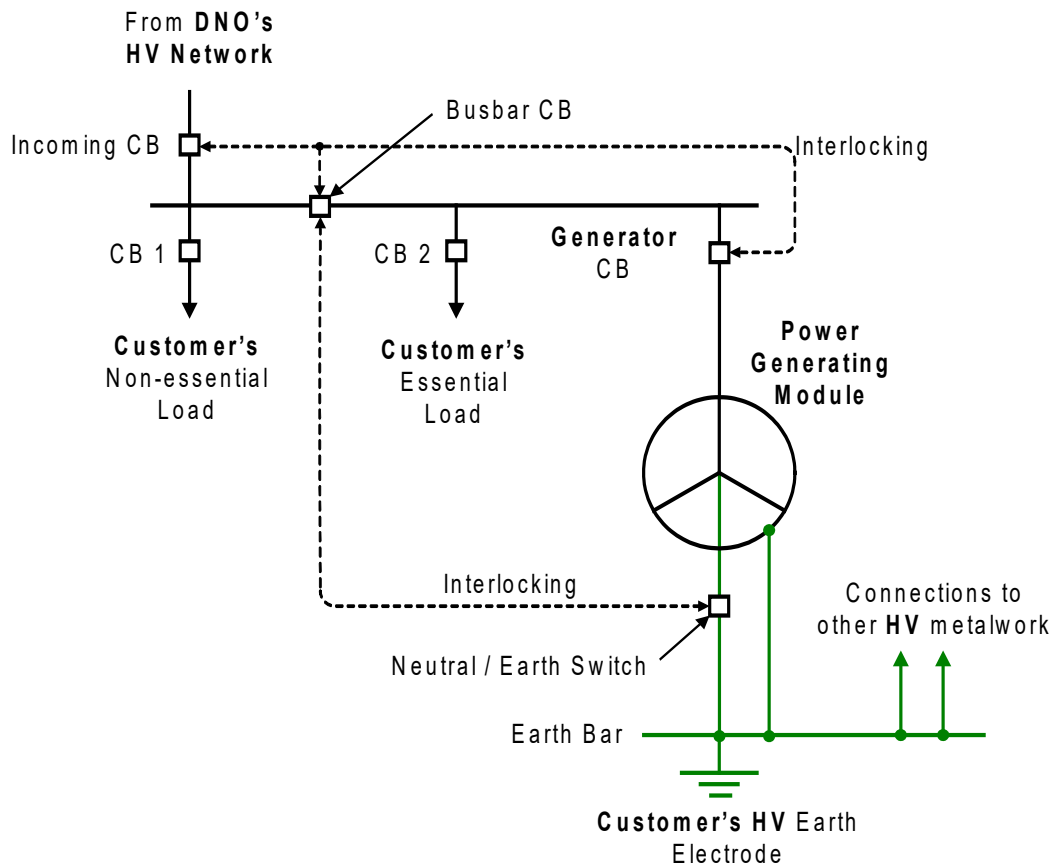 From DNO's
HV Network
Busbar CB
Incoming CB
Interlocking
CB 1
CB 2
Generator
CB
Customer's
Non-essential
Load
Customer's
Essential
Load
Power
Generating
Module
Interlocking
Connections to
other HV metalwork
Neutral / Earth Switch
Earth Bar
Customer's HV Earth
Electrode